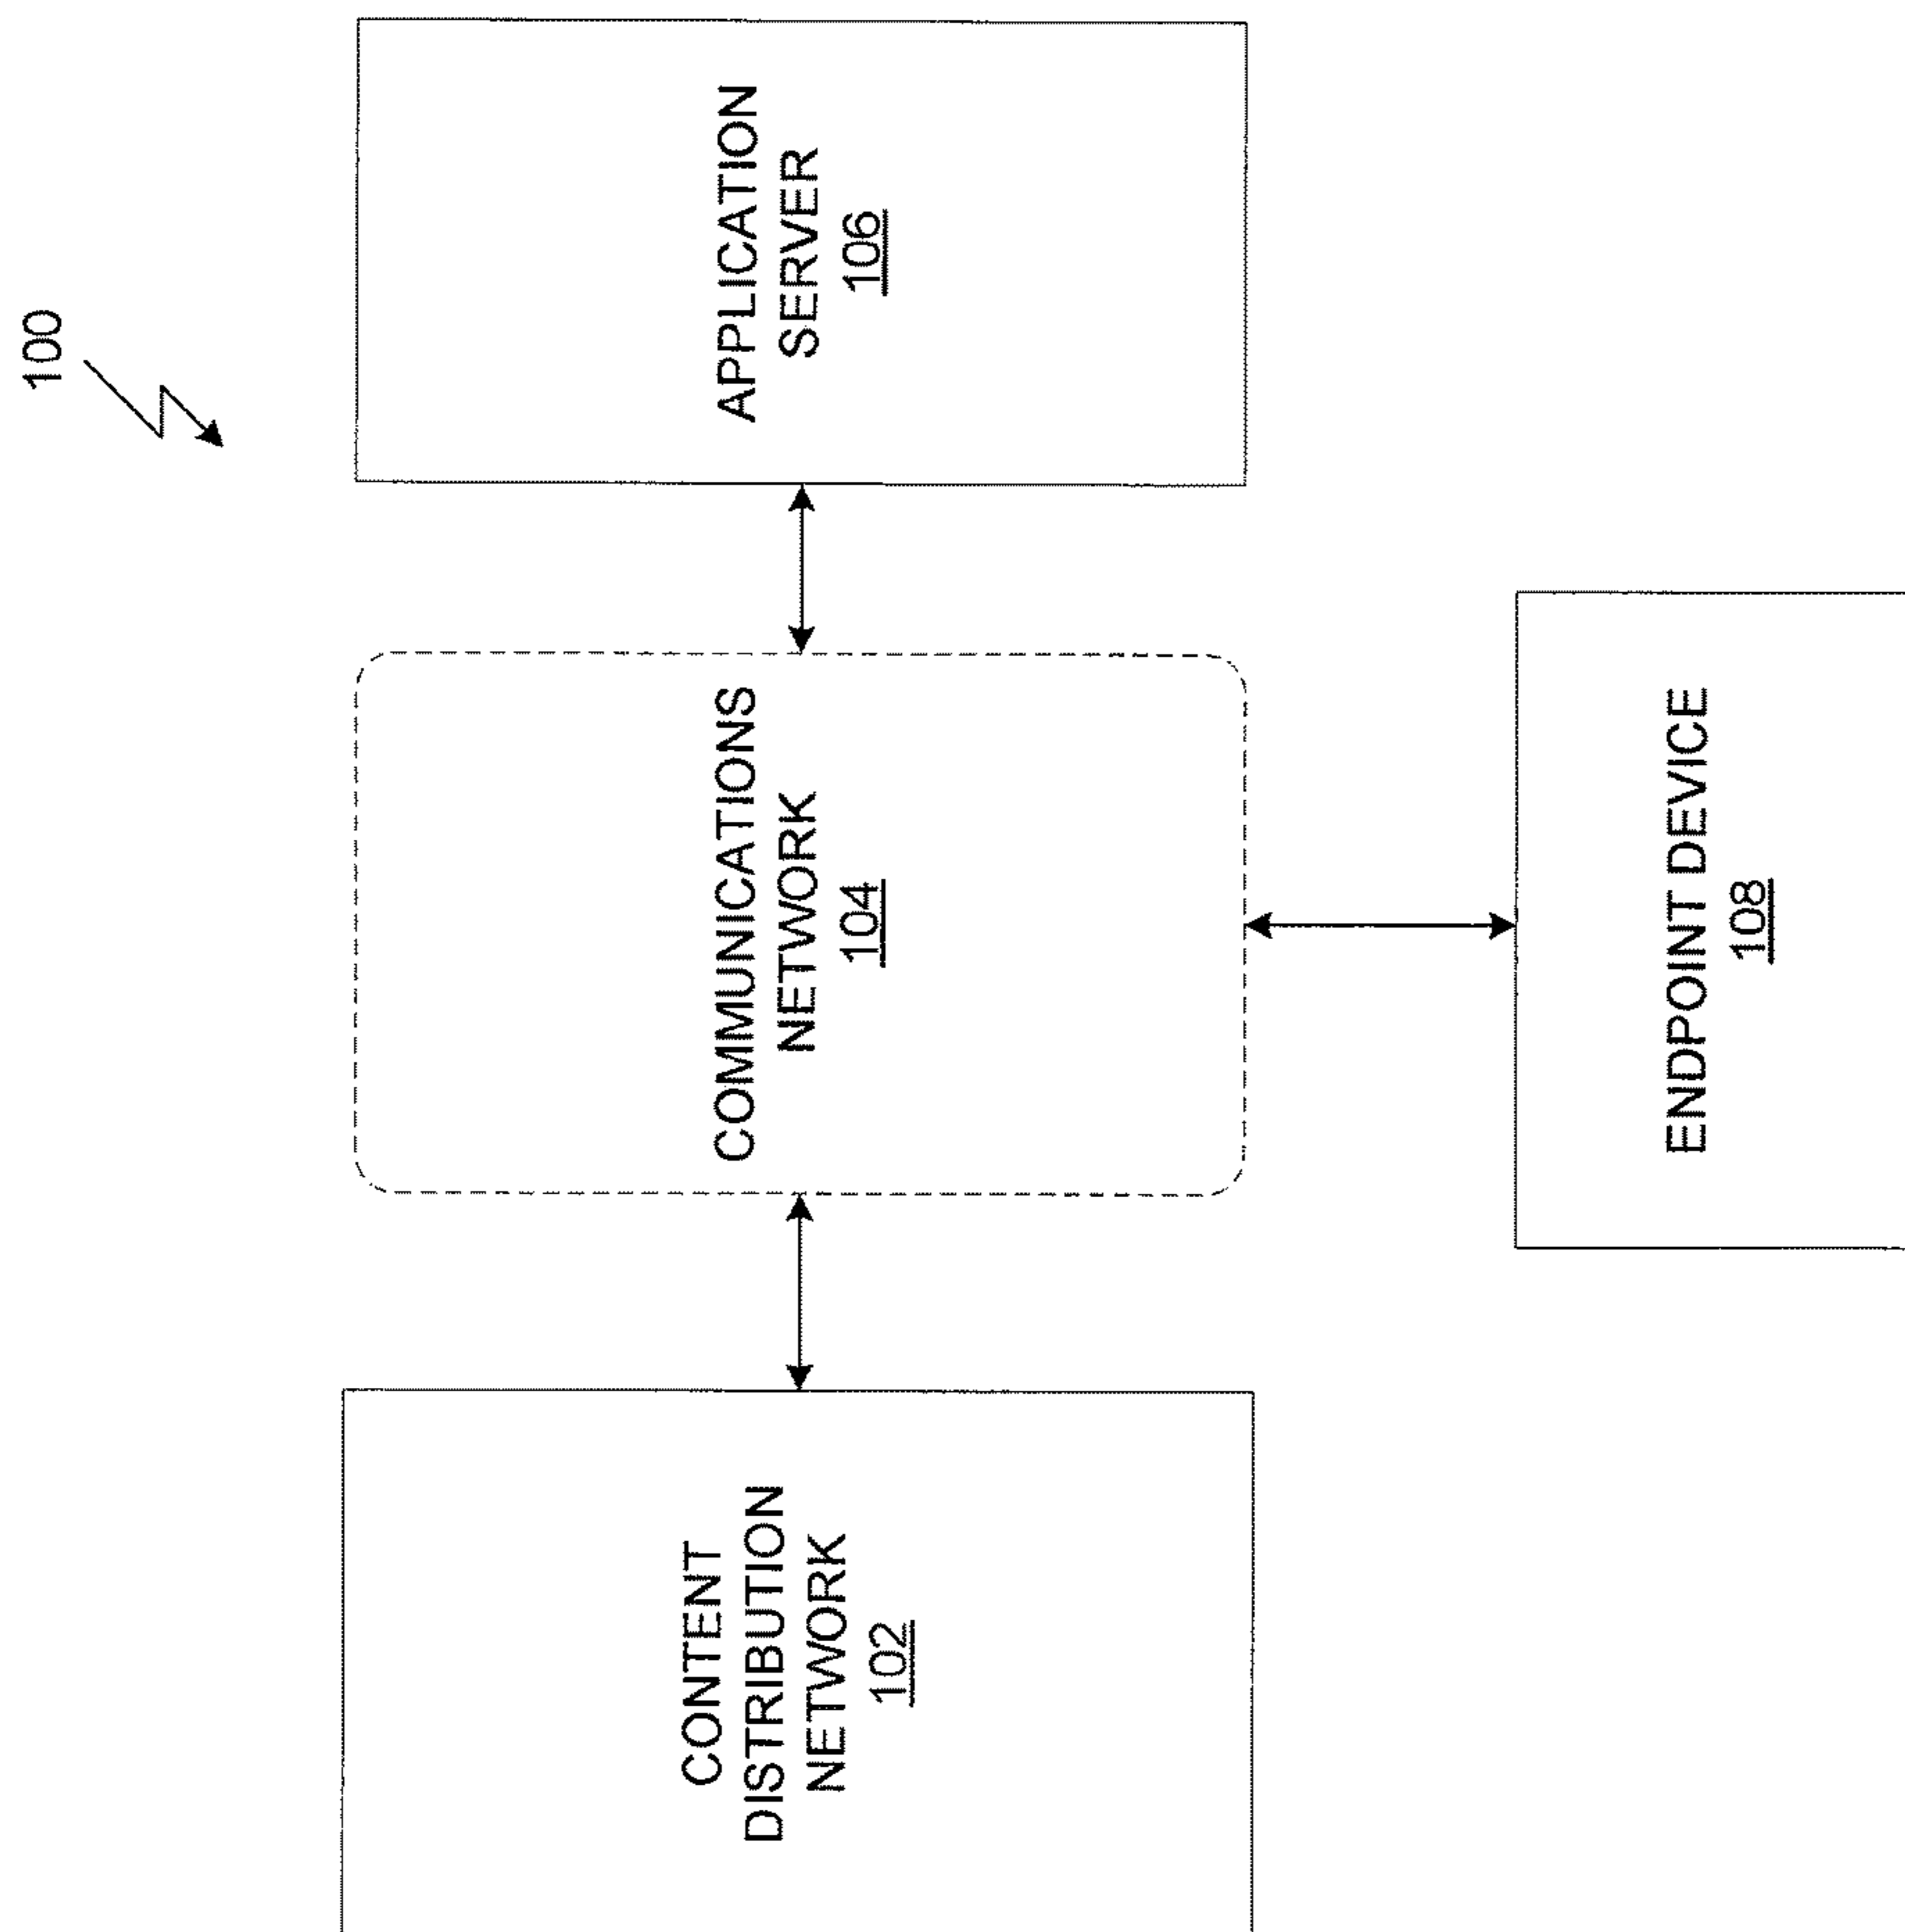 100
CONTENT
DISTRIBUTION
NETWORK
102
COMMUNICATIONS
NETWORK
104
APPLICATION
SERVER
106
ENDPOINT DEVICE
108